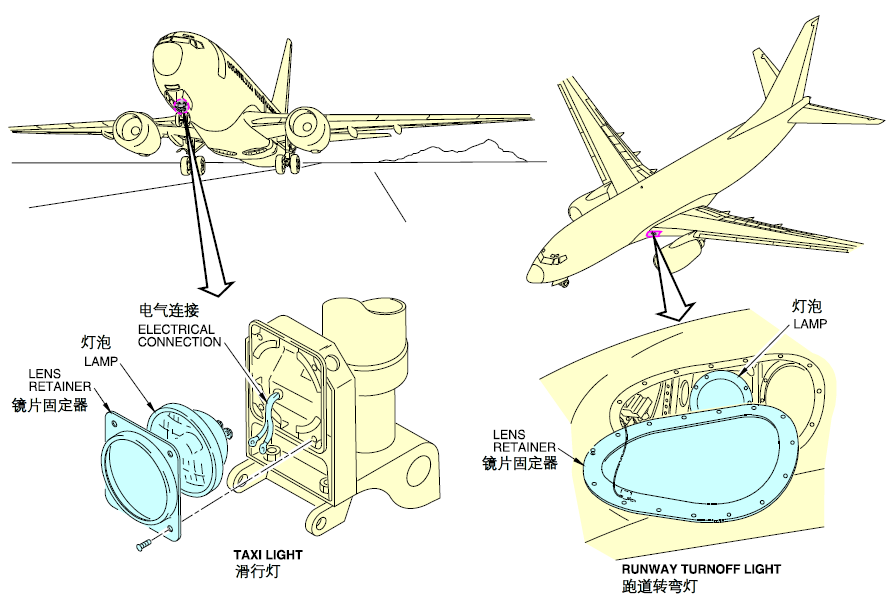 电气连接
ELECTRICAL
CONNECTION
灯泡
LAMP
LENS
RETAINER
镜片固定器
TAXI LIGHT
滑行灯
灯泡
LAMP
LENS
RETAINER
镜片固定器
RUNWAY TURNOFF LIGHT
跑道转弯灯